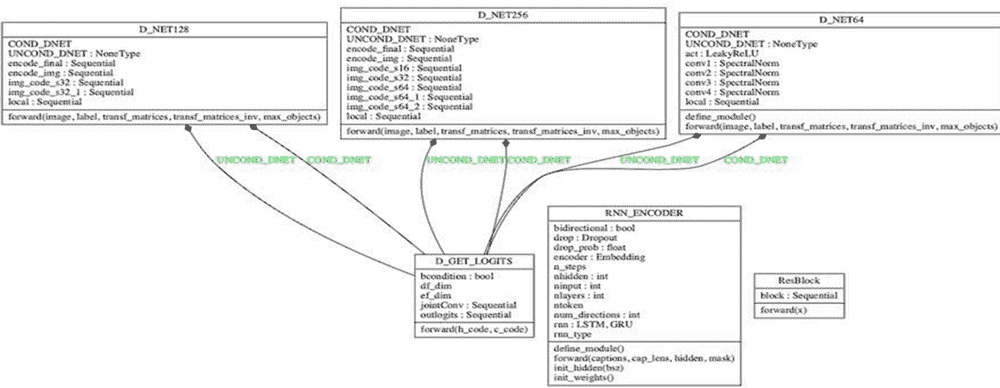 D_NET128
COND_DNET
UNCOND_DNET : NoneType
encode_final : Sequential
encode_img : Sequential
img_code_s32 : Sequential
img_code_s32_1 : Sequential
local : Sequential
forward(image, label, transf_matrices, transf_matrices_inv, max_objects)
D_NET256
COND_DNET
UNCOND_DNET : NoneType
encode_final : Sequential
encode_img : Sequential
img_code_s16 : Sequential
img_code_s32 : Sequential
img_code_s64 : Sequential
img_code_s64_1 : Sequential
img_code_s64_2 : Sequential
local : Sequential
forward(image, label, transf_matrices, transf_matrices_inv, max_objects)
D_NET64
COND_DNET
UNCOND_DNET : NoneType
act : LeakyReLU
conv1 : SpectralNorm
conv2 : SpectralNorm
conv3 : SpectralNorm
conv4 : SpectralNorm
local : Sequential
define_module()
forward(image, label, transf_matrices, transf_matrices_inv, max_objects)
UNCOND_DNET COND_DNET UNCOND_DNET COND_DNET UNCOND_DNET COND_DNET
D_GET_LOGITS
bcondition : bool
df_dim
ef_dim
jointConv : Sequential
outlogits : Sequential
forward(h_code, c_code)
RNN_ENCODER
bidirectional : bool
drop : Dropout
drop_prob : float
encoder : Embedding
n_steps
nhidden : int
ninput : int
nlayers : int
ntoken
num_directions : int
rnn : LSTM, GRU
rnn_type
define_module()
forward(captions, cap_lens, hidden, mask)
init_hidden(bsz)
init_weights()
ResBlock
block : Sequential
forward(x)